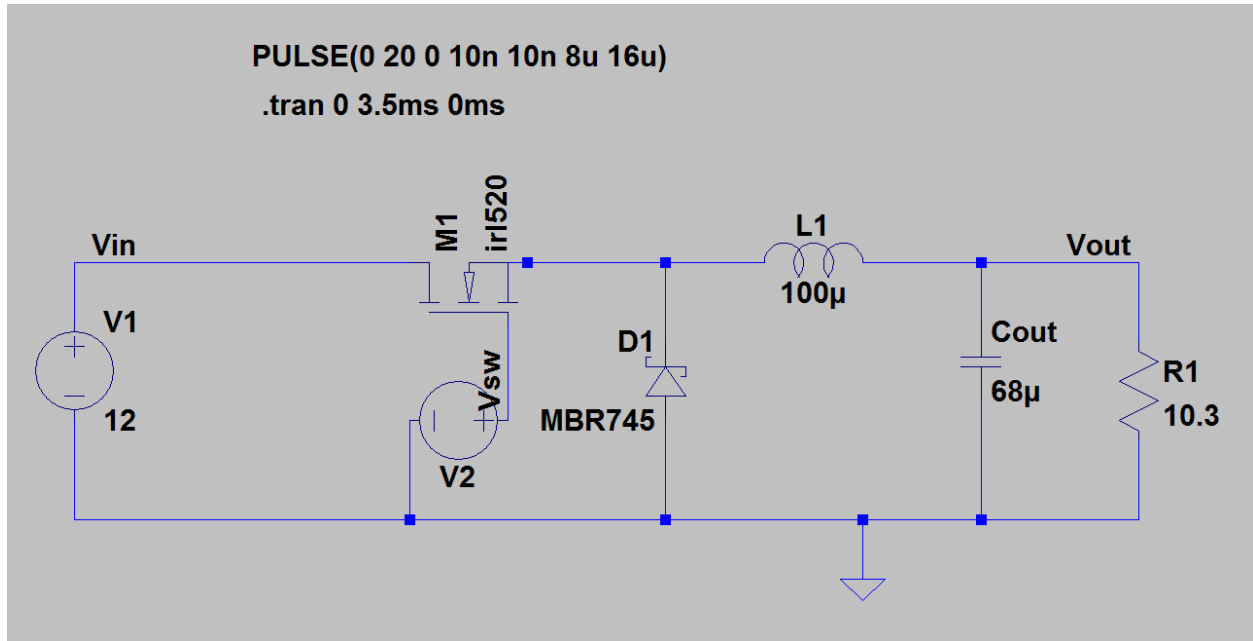 PULSE(0 20 0 10n 10n 8u 16u)
.tran 0 3.5ms 0ms
M1
irl520
L1
Vin
Vout
100µ
V1
D1
Cout
Vsw
R1
68µ
12
MBR745
10.3
V2